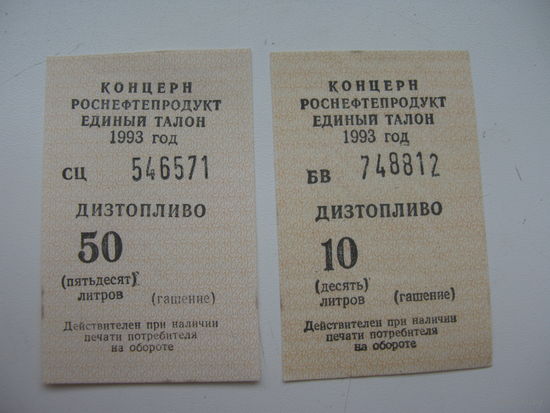 КОНЦЕРН
РОСНЕФТЕПРОДУКТ
ЕДИНЫЙ ТАЛОН
1993 год
СЦ 546571
ДИЗТОПЛИВО
50
(пятьдесят)
литров (гашение)
Действителен при наличии
печати потребителя
на обороте
КОНЦЕРН
РОСНЕФТЕПРОДУКТ
ЕДИНЫЙ ТАЛОН
1993 год
БВ 748812
ДИЗТОПЛИВО
10
(десять)
литров (гашение)
Действителен при наличии
печати потребителя
на обороте